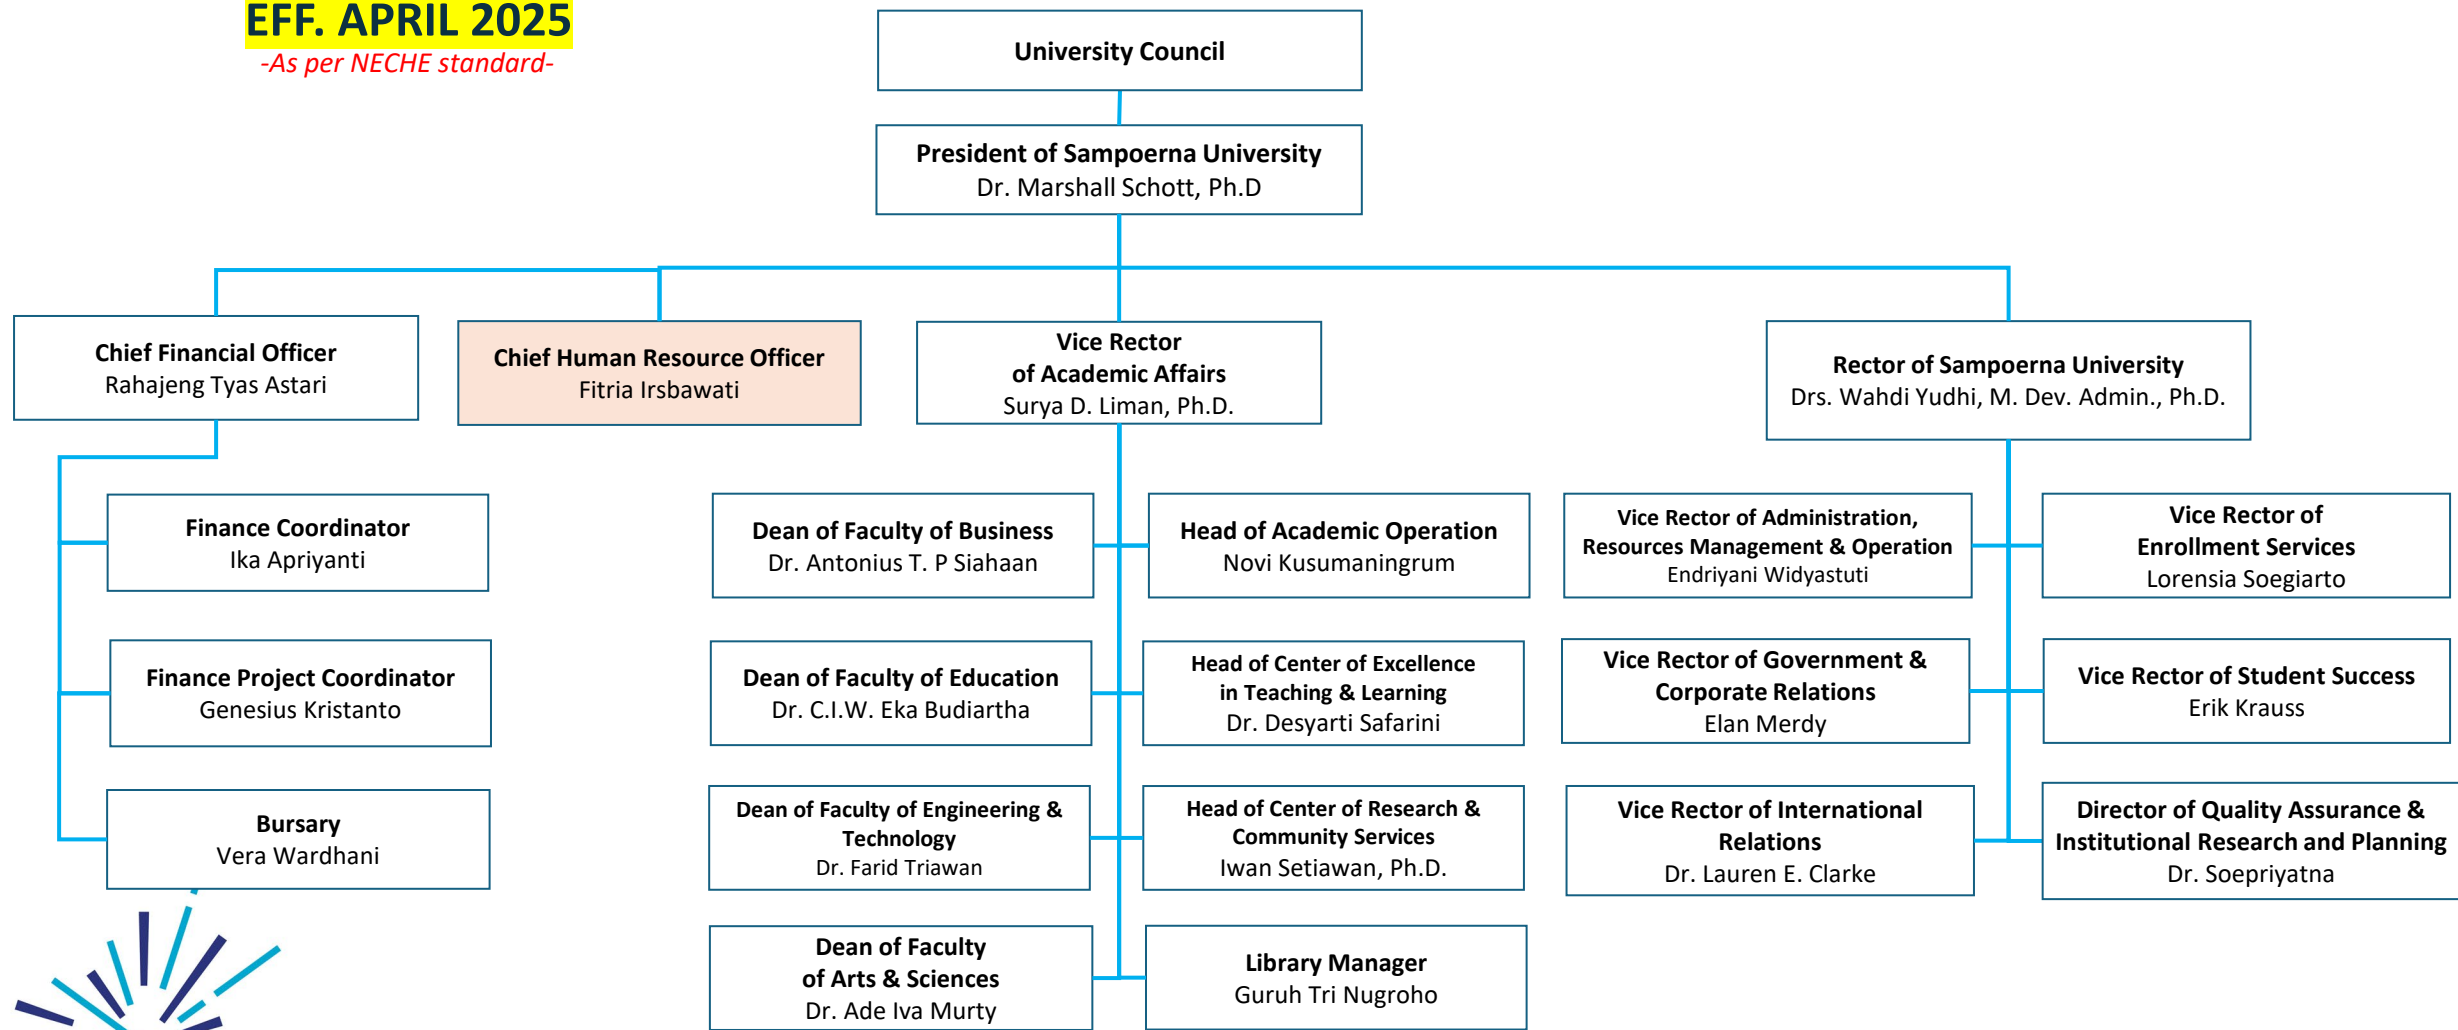 EFF. APRIL 2025
-As per NECHE standard-
University Council
President of Sampoerna University
Dr. Marshall Schott, Ph.D
Chief Financial Officer
Rahajeng Tyas Astari
Chief Human Resource Officer
Fitria Irsbawati
Vice Rector
of Academic Affairs
Surya D. Liman, Ph.D.
Rector of Sampoerna University
Drs. Wahdi Yudhi, M. Dev. Admin., Ph.D.
Finance Coordinator
Ika Apriyanti
Finance Project Coordinator
Genesius Kristanto
Bursary
Vera Wardhani
Dean of Faculty of Business
Dr. Antonius T. P Siahaan
Head of Academic Operation
Novi Kusumaningrum
Dean of Faculty of Education
Dr. C.I.W. Eka Budiartha
Head of Center of Excellence
in Teaching & Learning
Dr. Desyarti Safarini
Dean of Faculty of Engineering &
Technology
Dr. Farid Triawan
Head of Center of Research &
Community Services
Iwan Setiawan, Ph.D.
Dean of Faculty
of Arts & Sciences
Dr. Ade Iva Murty
Library Manager
Guruh Tri Nugroho
Vice Rector of Administration,
Resources Management & Operation
Endriyani Widyastuti
Vice Rector of
Enrollment Services
Lorensia Soegiarto
Vice Rector of Government &
Corporate Relations
Elan Merdy
Vice Rector of Student Success
Erik Krauss
Vice Rector of International
Relations
Dr. Lauren E. Clarke
Director of Quality Assurance &
Institutional Research and Planning
Dr. Soepriyatna